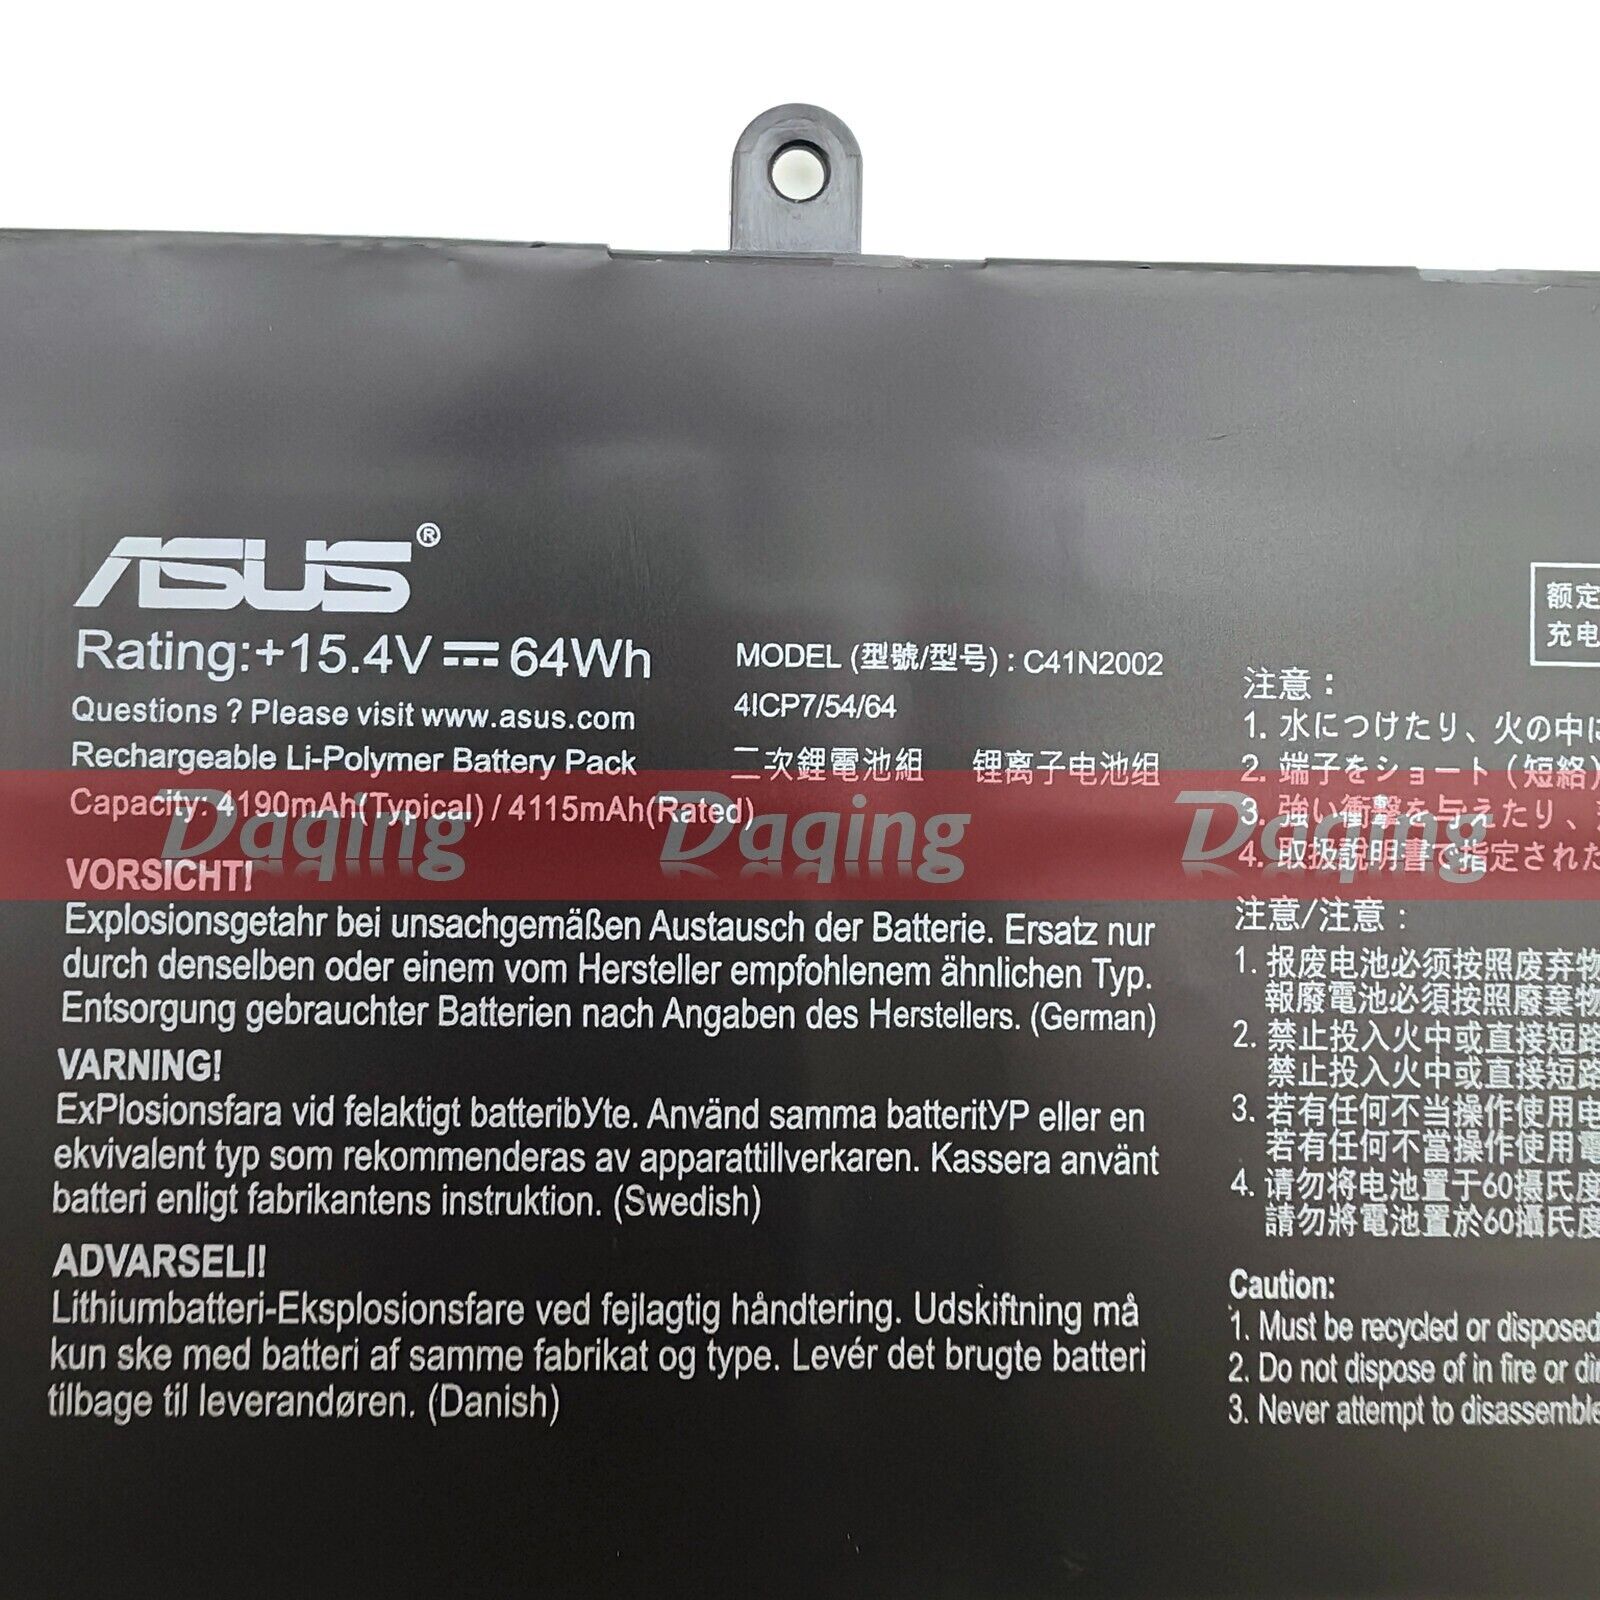 ASUS®
Rating:+15.4V⎓64Wh
Questions ? Please visit www.asus.com
Rechargeable Li-Polymer Battery Pack
Capacity: 4190mAh(Typical) / 4115mAh(Rated)
MODEL (型號/型号) : C41N2002
4ICP7/54/64
二次鋰電池組 锂离子电池组
Daqing Daqing Daqing
VORSICHT!
Explosionsgetahr bei unsachgemäßen Austausch der Batterie. Ersatz nur
durch denselben oder einem vom Hersteller empfohlenem ähnlichen Typ.
Entsorgung gebrauchter Batterien nach Angaben des Herstellers. (German)
VARNING!
ExPlosionsfara vid felaktigt batteribУte. Använd samma batteritУP eller en
ekvivalent typ som rekommenderas av apparattillverkaren. Kassera använt
batteri enligt fabrikantens instruktion. (Swedish)
ADVARSELI!
Lithiumbatteri-Eksplosionsfare ved fejlagtig håndtering. Udskiftning må
kun ske med batteri af samme fabrikat og type. Levér det brugte batteri
tilbage til leverandøren. (Danish)
额定
充电
注意：
1. 水につけたり、火の中に
2. 端子をショート（短絡）
3. 強い衝撃を与えたり、
4. 取扱説明書で指定された
注意/注意：
1. 报废电池必须按照废弃物
報廢電池必須按照廢棄物
2. 禁止投入火中或直接短路
禁止投入火中或直接短路
3. 若有任何不当操作使用电
若有任何不當操作使用電
4. 请勿将电池置于60摄氏度
請勿將電池置於60攝氏度
Caution:
1. Must be recycled or disposed
2. Do not dispose of in fire or di
3. Never attempt to disassemble